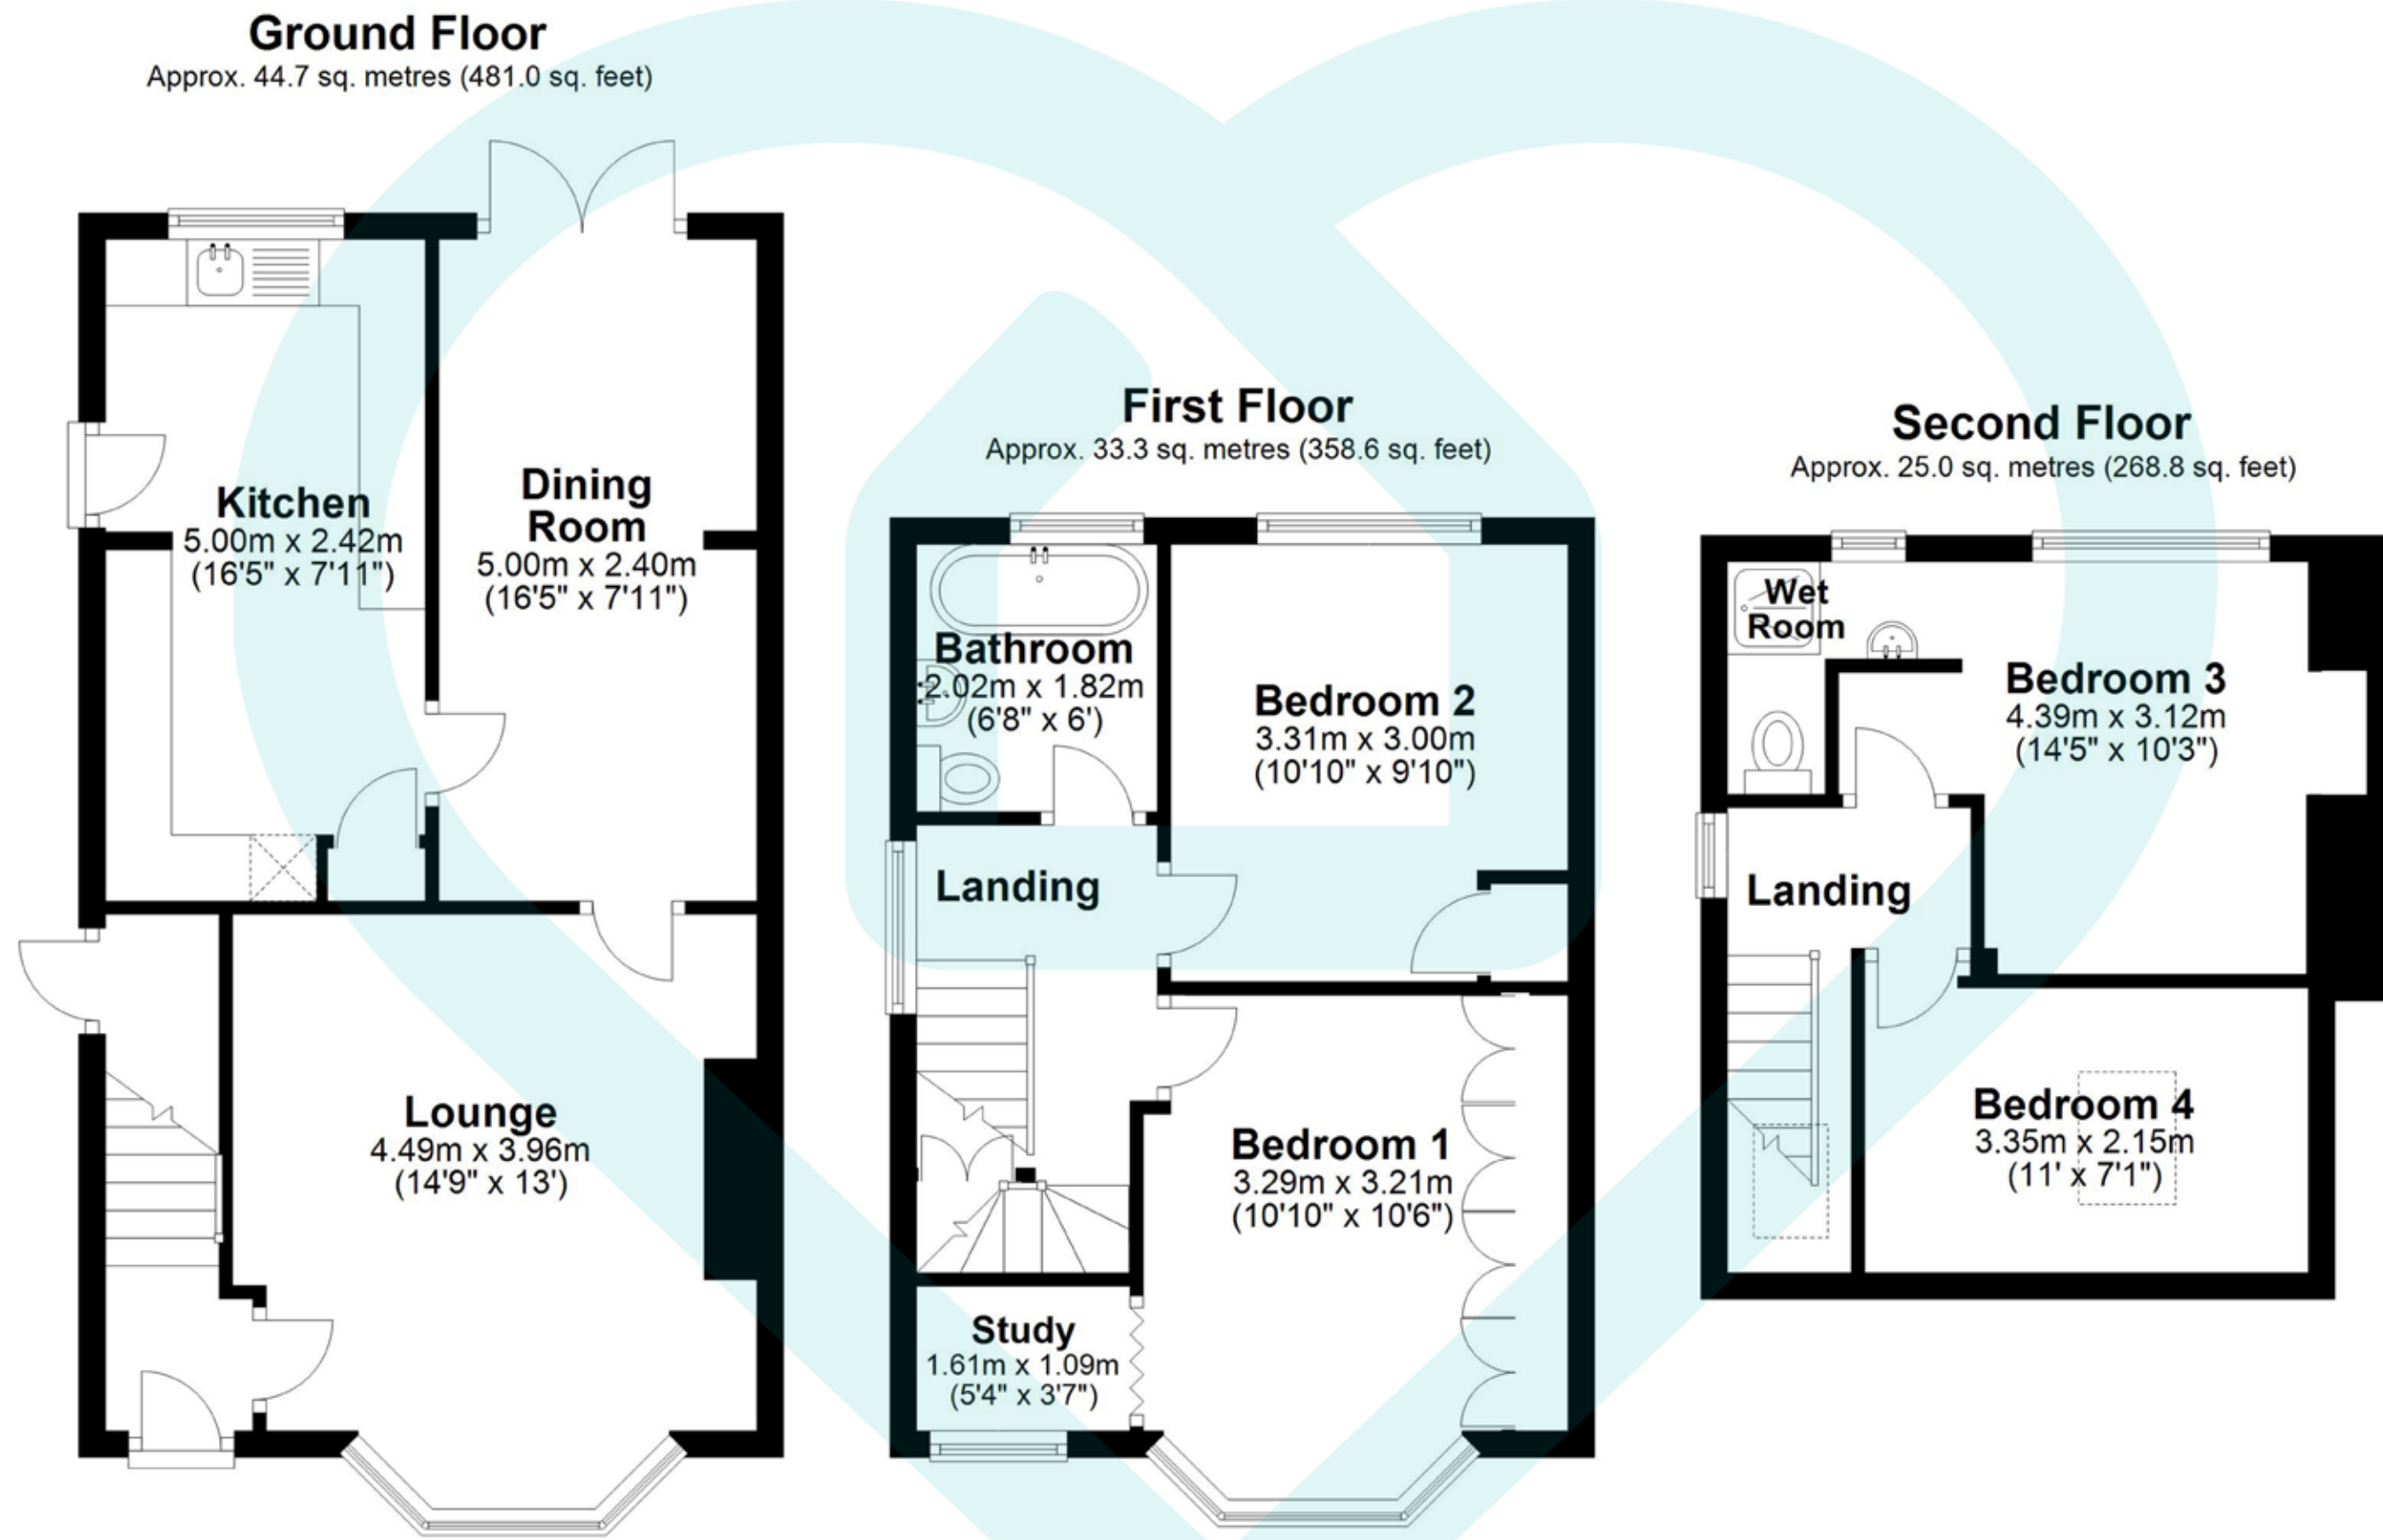 Ground Floor
Approx. 44.7 sq. metres (481.0 sq. feet)
Kitchen
5.00m x 2.42m
(16'5" x 7'11")
Dining
Room
5.00m x 2.40m
(16'5" x 7'11")
Lounge
4.49m x 3.96m
(14'9" x 13')
First Floor
Approx. 33.3 sq. metres (358.6 sq. feet)
Bathroom
2.02m x 1.82m
(6'8" x 6')
Bedroom 2
3.31m x 3.00m
(10'10" x 9'10")
Landing
Bedroom 1
3.29m x 3.21m
(10'10" x 10'6")
Study
1.61m x 1.09m
(5'4" x 3'7")
Second Floor
Approx. 25.0 sq. metres (268.8 sq. feet)
Wet
Room
Bedroom 3
4.39m x 3.12m
(14'5" x 10'3")
Landing
Bedroom 4
3.35m x 2.15m
(11' x 7'1")